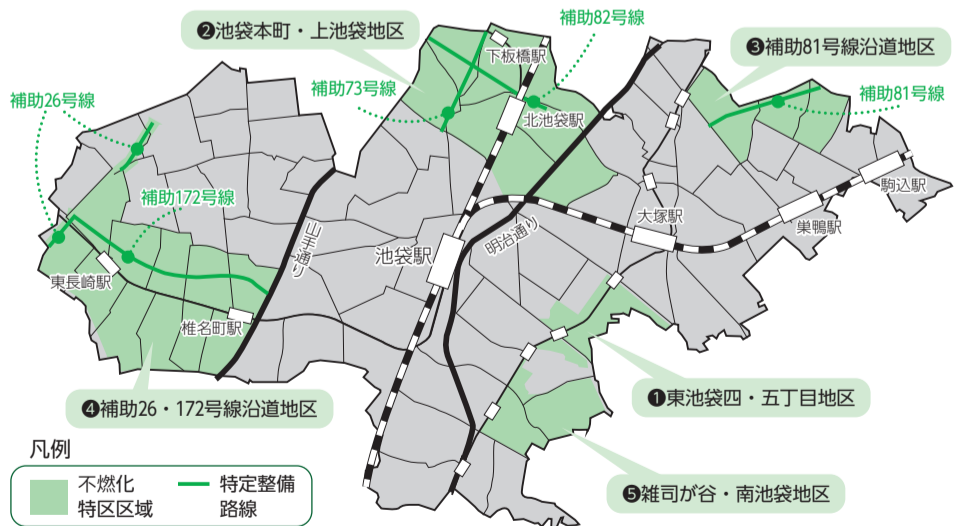 ❷池袋本町・上池袋地区
補助82号線
下板橋駅
❸補助81号線沿道地区
補助26号線
補助73号線
補助81号線
北池袋駅
補助172号線
駒込駅
大塚駅
巣鴨駅
山手通り
池袋駅
明治通り
東長崎駅
椎名町駅
❶東池袋四・五丁目地区
❹補助26・172号線沿道地区
❺雑司が谷・南池袋地区
凡例
不燃化
特区区域
特定整備
路線